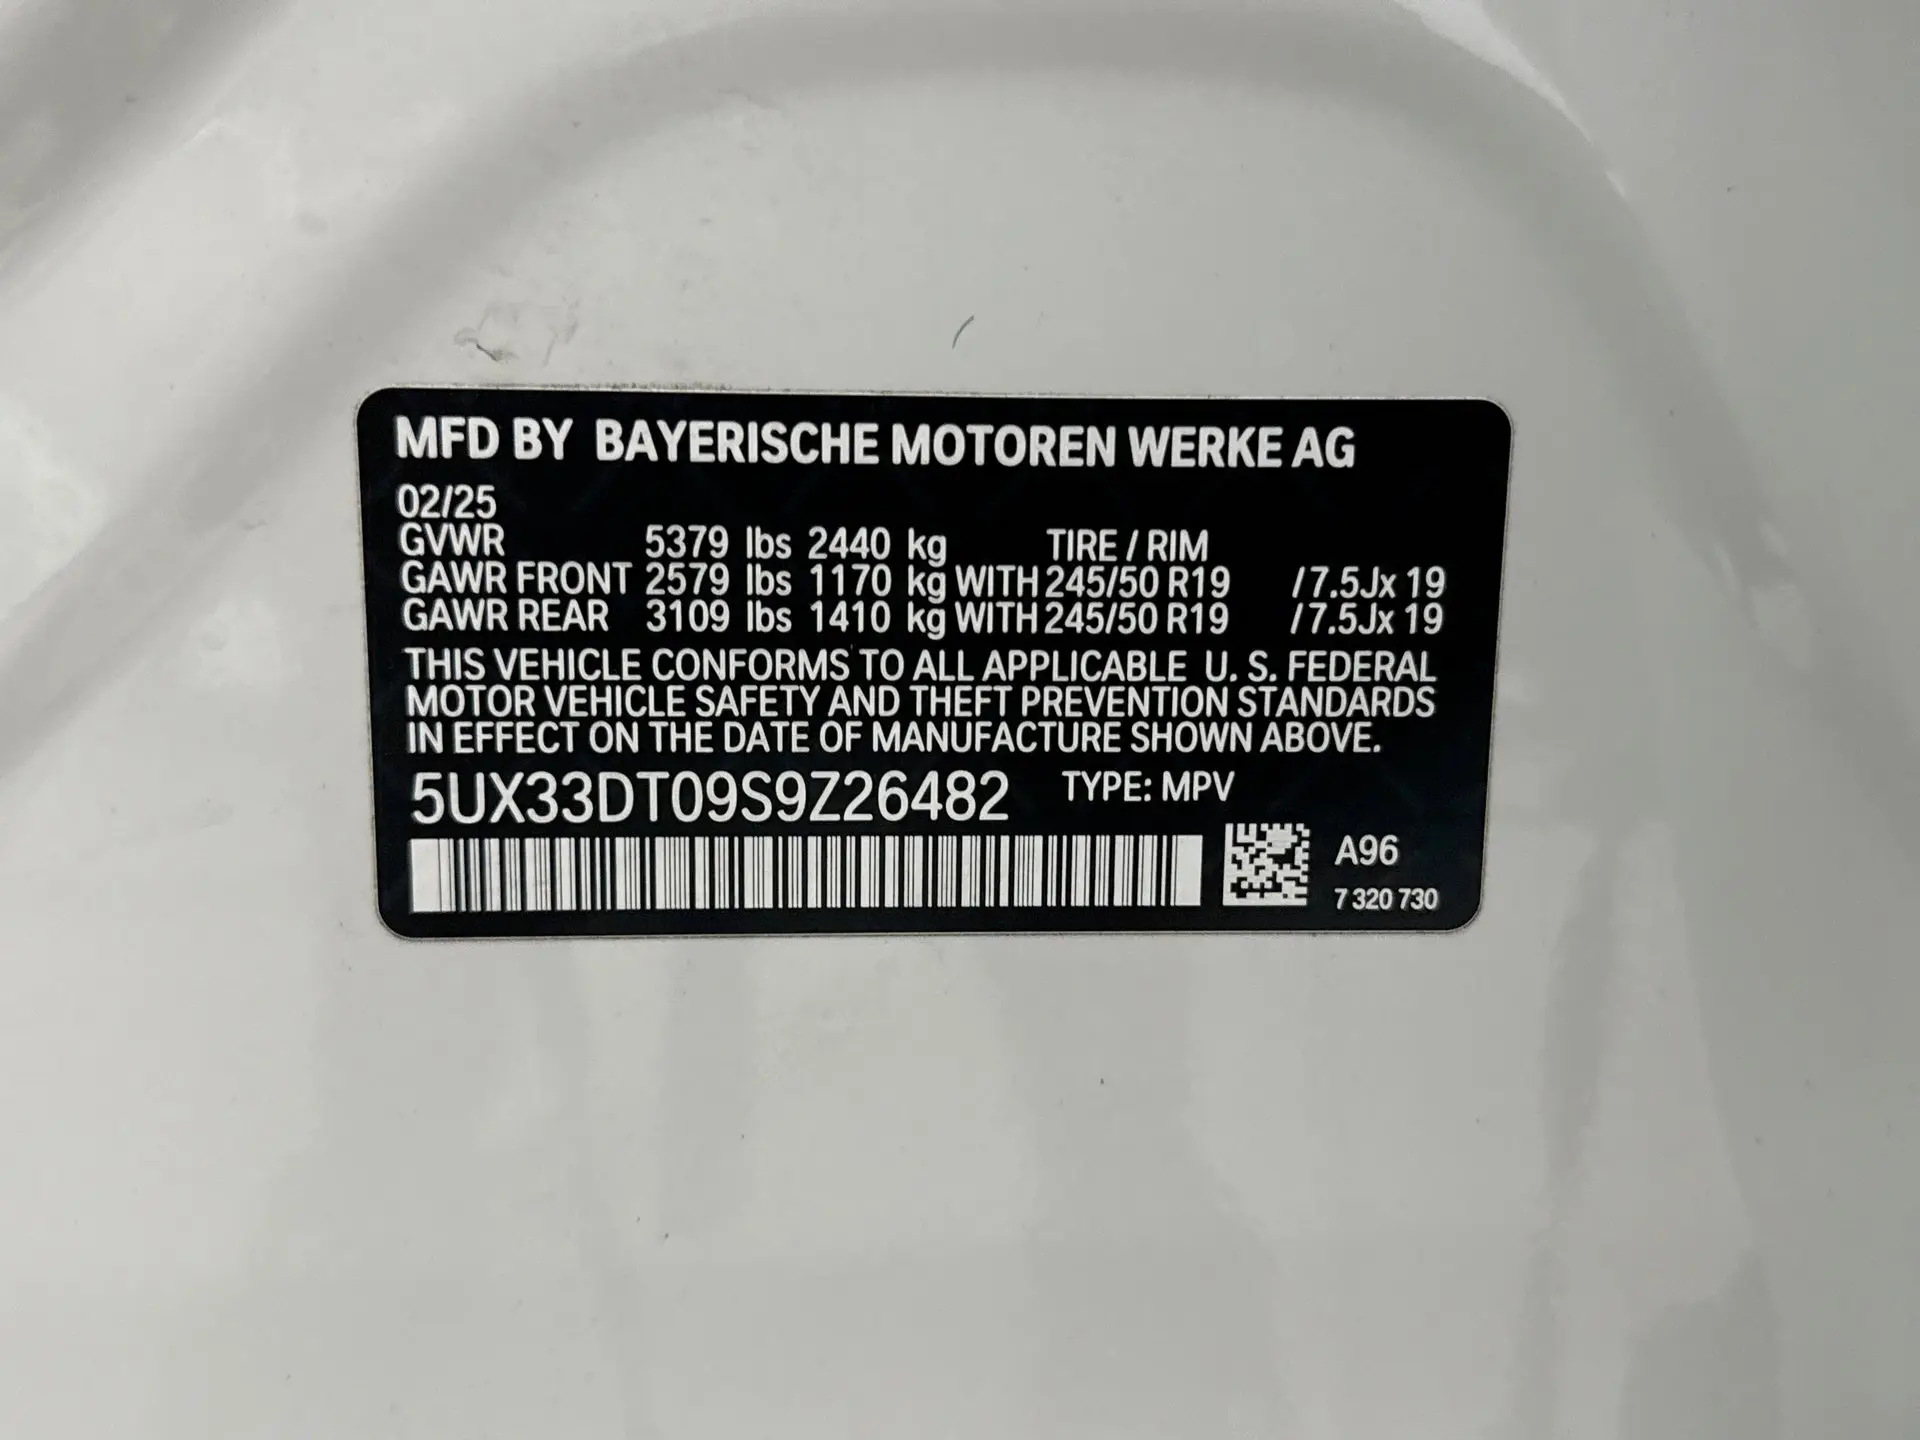 MFD BY BAYERISCHE MOTOREN WERKE AG
02/25
GVWR 5379 lbs 2440 kg TIRE / RIM
GAWR FRONT 2579 lbs 1170 kg WITH 245/50 R19 /7.5Jx 19
GAWR REAR 3109 lbs 1410 kg WITH 245/50 R19 /7.5Jx 19
THIS VEHICLE CONFORMS TO ALL APPLICABLE U. S. FEDERAL
MOTOR VEHICLE SAFETY AND THEFT PREVENTION STANDARDS
IN EFFECT ON THE DATE OF MANUFACTURE SHOWN ABOVE.
5UX33DT09S9Z26482 TYPE: MPV
A96
7 320 730